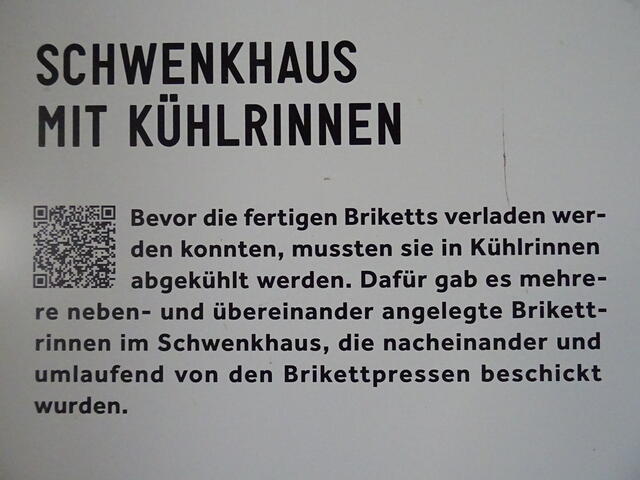 SCHWENKHAUS
MIT KÜHLRINNEN
Bevor die fertigen Briketts verladen wer-
den konnten, mussten sie in Kühlrinnen
abgekühlt werden. Dafür gab es mehre-
re neben- und übereinander angelegte Brikett-
rinnen im Schwenkhaus, die nacheinander und
umlaufend von den Brikettpressen beschickt
wurden.